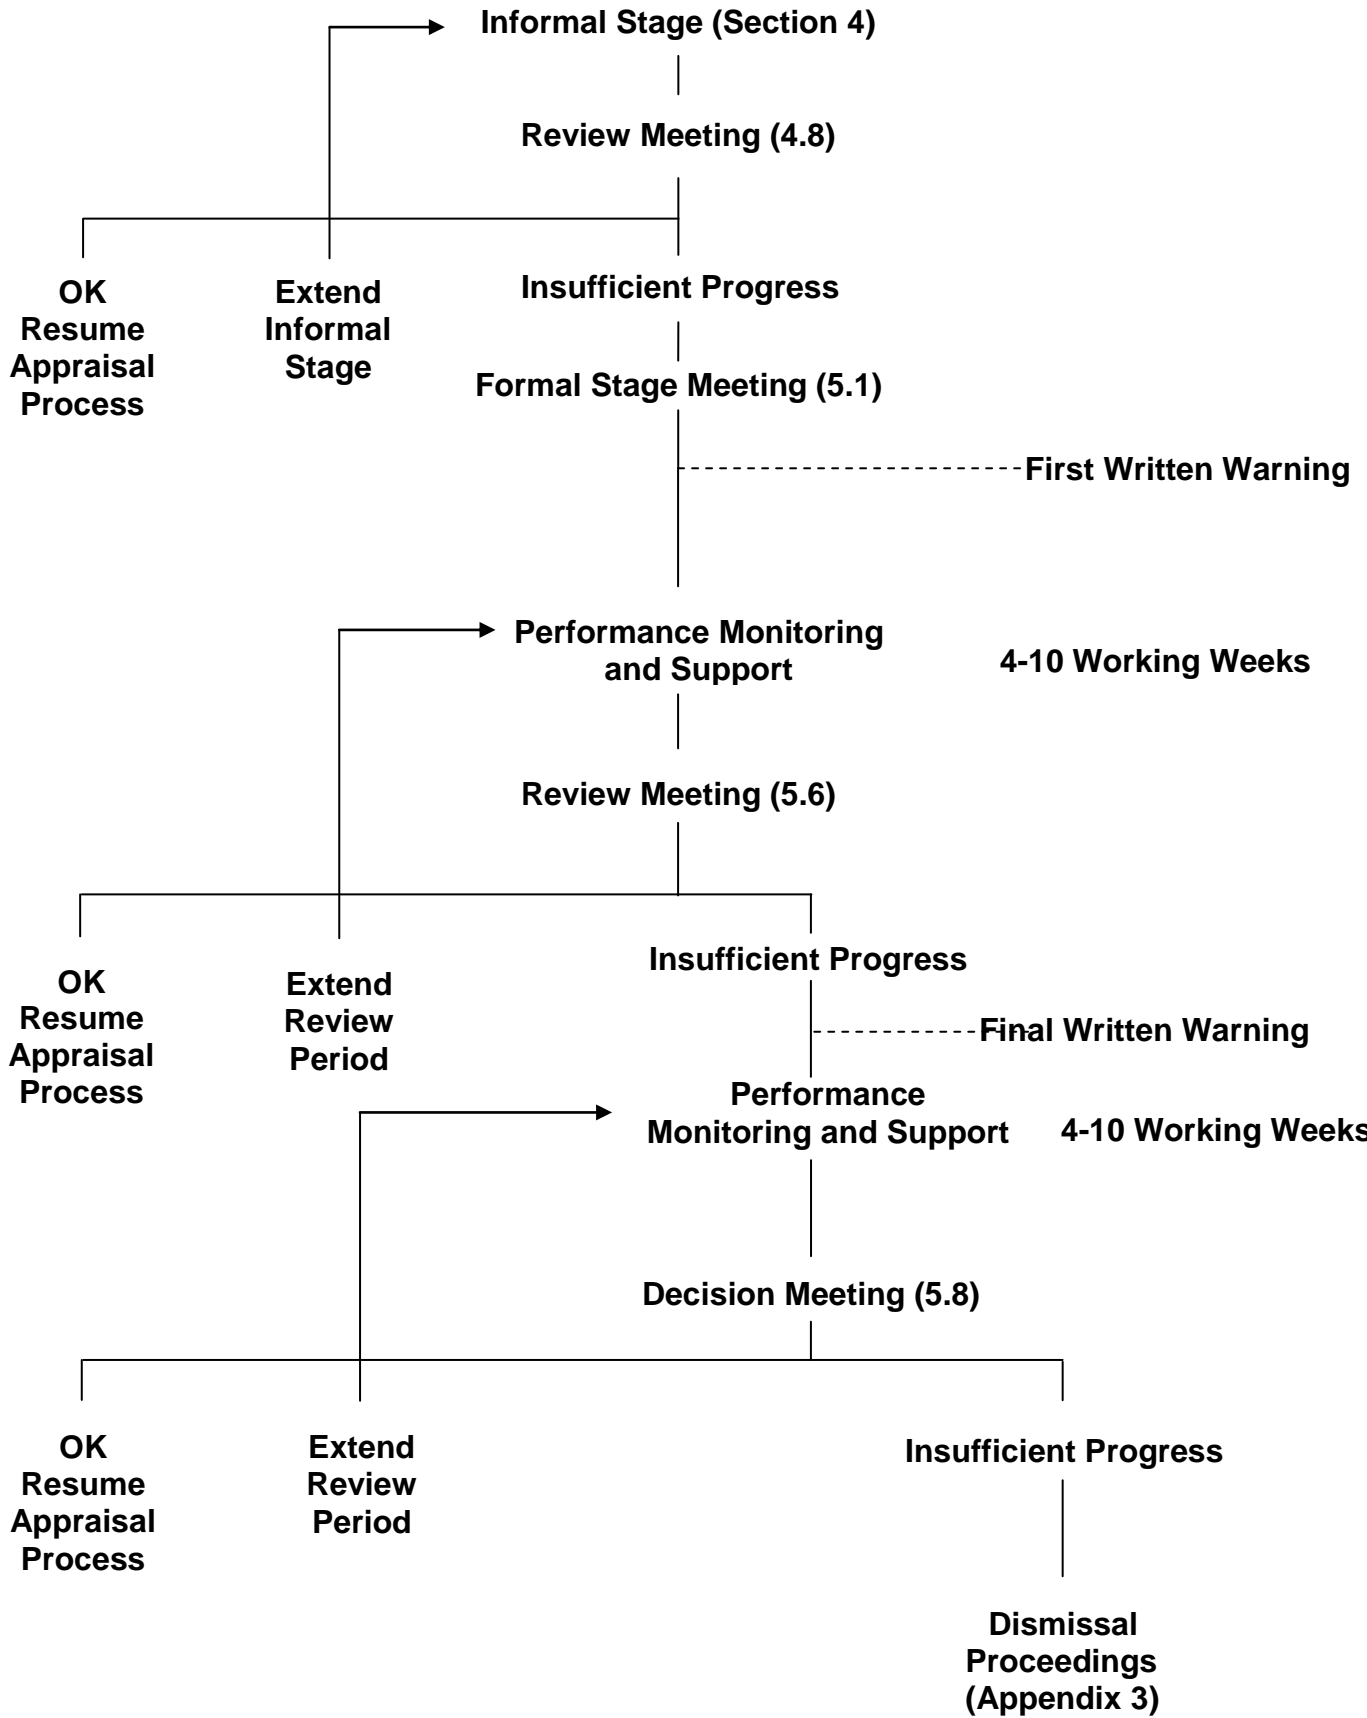 Informal Stage (Section 4)
Review Meeting (4.8)
OK
Resume
Appraisal
Process
Extend
Informal
Stage
Insufficient Progress
Formal Stage Meeting (5.1)
First Written Warning
Performance Monitoring
and Support
4-10 Working Weeks
Review Meeting (5.6)
OK
Resume
Appraisal
Process
Extend
Review
Period
Insufficient Progress
Final Written Warning
Performance
Monitoring and Support
4-10 Working Weeks
Decision Meeting (5.8)
OK
Resume
Appraisal
Process
Extend
Review
Period
Insufficient Progress
Dismissal
Proceedings
(Appendix 3)